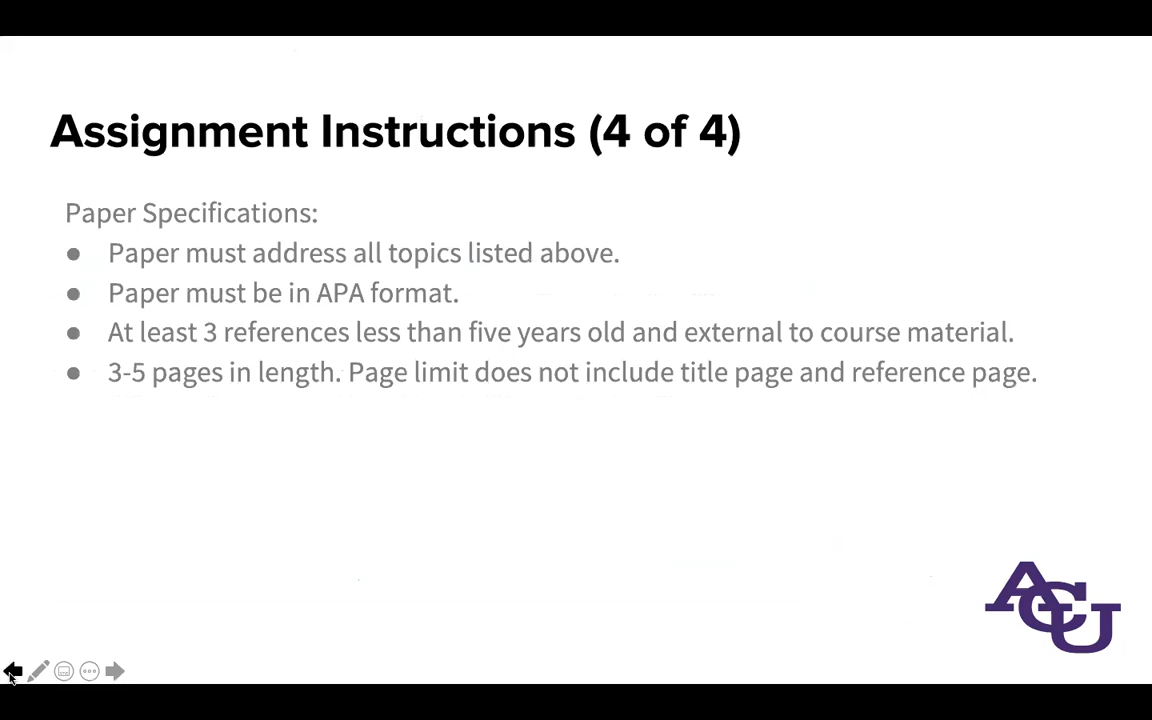 Assignment Instructions (4 of 4)
Paper Specifications:
● Paper must address all topics listed above.
● Paper must be in APA format.
● At least 3 references less than five years old and external to course material.
● 3-5 pages in length. Page limit does not include title page and reference page.
ACU